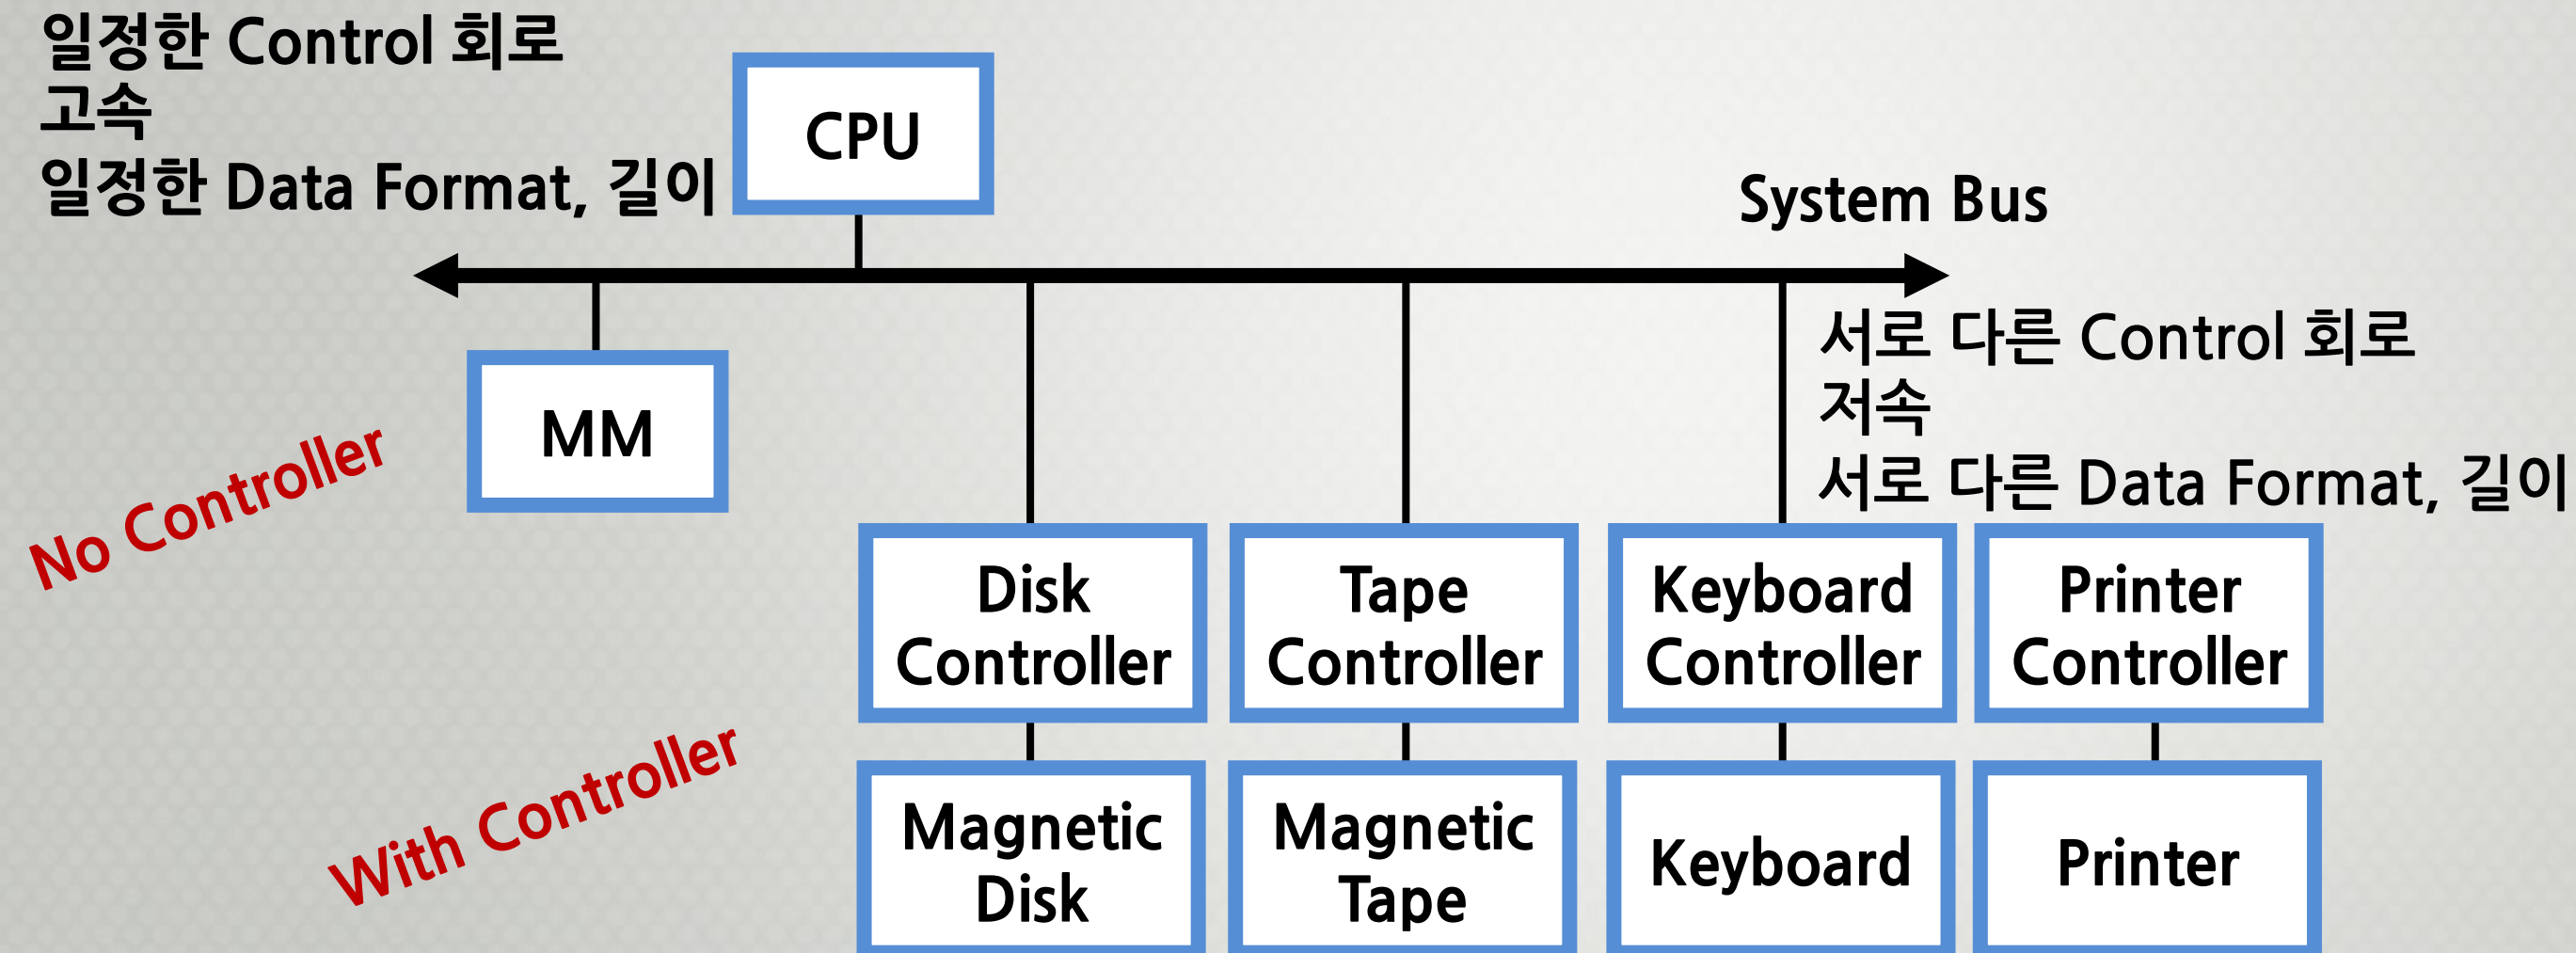 일정한 Control 회로
고속
일정한 Data Format, 길이
CPU
System Bus
서로 다른 Control 회로
저속
서로 다른 Data Format, 길이
MM
No Controller
Disk
Controller
Tape
Controller
Keyboard
Controller
Printer
Controller
With Controller
Magnetic
Disk
Magnetic
Tape
Keyboard
Printer